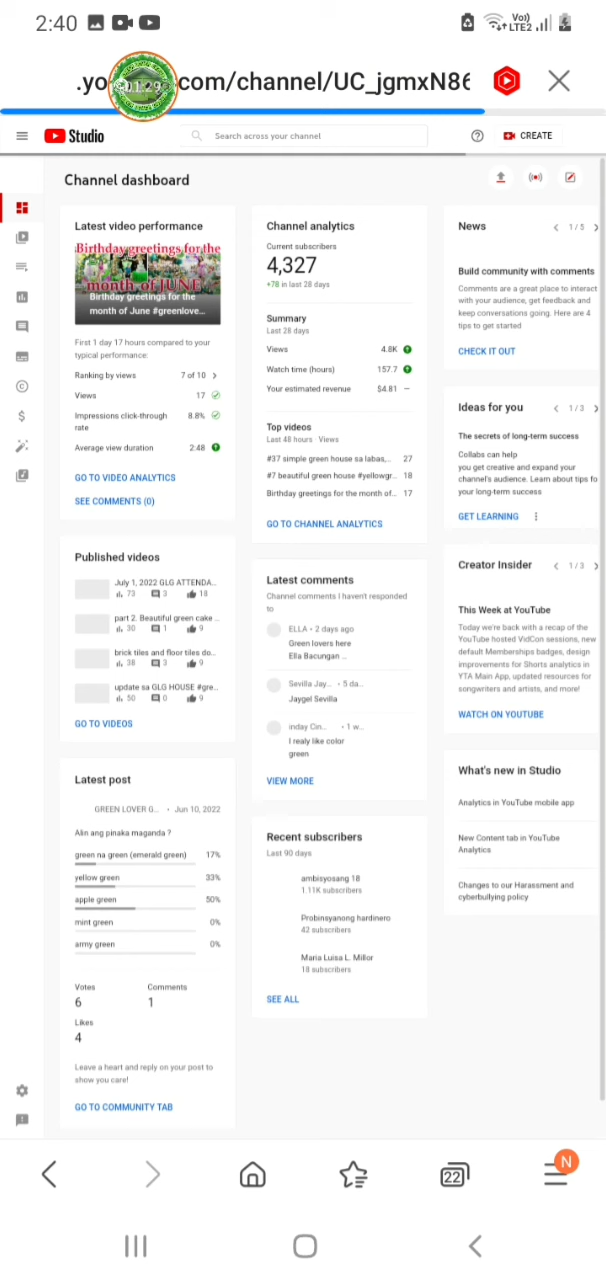 2:40
Vo)
LTE2
.yo
0.1.29
com/channel/UC_jgmxN86
Studio
Search across your channel
CREATE
Channel dashboard
Latest video performance
Birthday greetings for the
month of JUNE
Birthday greetings for the
month of June #greenlove...
First 1 day 17 hours compared to your
typical performance:
Ranking by views 7 of 10
Views 17
Impressions click-through
rate 8.8%
Average view duration 2:48
GO TO VIDEO ANALYTICS
SEE COMMENTS (0)
Published videos
July 1, 2022 GLG ATTENDA...
73 3 18
part 2. Beautiful green cake ...
30 1 9
brick tiles and floor tiles do...
38 3 9
update sa GLG HOUSE #gre...
50 0 9
GO TO VIDEOS
Latest post
GREEN LOVER G... • Jun 10, 2022
Alin ang pinaka maganda ?
green na green (emerald green) 17%
yellow green 33%
apple green 50%
mint green 0%
army green 0%
Votes Comments
6 1
Likes
4
Leave a heart and reply on your post to
show you care!
GO TO COMMUNITY TAB
Channel analytics
Current subscribers
4,327
+78 in last 28 days
Summary
Last 28 days
Views 4.8K
Watch time (hours) 157.7
Your estimated revenue $4.81 —
Top videos
Last 48 hours · Views
#37 simple green house sa labas,... 27
#7 beautiful green house #yellowgr... 18
Birthday greetings for the month of... 17
GO TO CHANNEL ANALYTICS
Latest comments
Channel comments I haven't responded
to
ELLA • 2 days ago
Green lovers here
Ella Bacungan ...
Sevilla Jay... • 5 da...
Jaygel Sevilla
inday Cin... • 1 w...
I realy like color
green
VIEW MORE
Recent subscribers
Last 90 days
ambisyosang 18
1.11K subscribers
Probinsyanong hardinero
42 subscribers
Maria Luisa L. Millor
18 subscribers
SEE ALL
News 1/5
Build community with comments
Comments are a great place to interact
with your audience, get feedback and
keep conversations going. Here are 4
tips to get started
CHECK IT OUT
Ideas for you 1/3
The secrets of long-term success
Collabs can help
you get creative and expand your
channel's audience. Learn about tips fo
your long-term success
GET LEARNING
Creator Insider 1/3
This Week at YouTube
Today we're back with a recap of the
YouTube hosted VidCon sessions, new
default Memberships badges, design
improvements for Shorts analytics in
YTA Main App, updated resources for
songwriters and artists, and more!
WATCH ON YOUTUBE
What's new in Studio
Analytics in YouTube mobile app
New Content tab in YouTube
Analytics
Changes to our Harassment and
cyberbullying policy
22
N